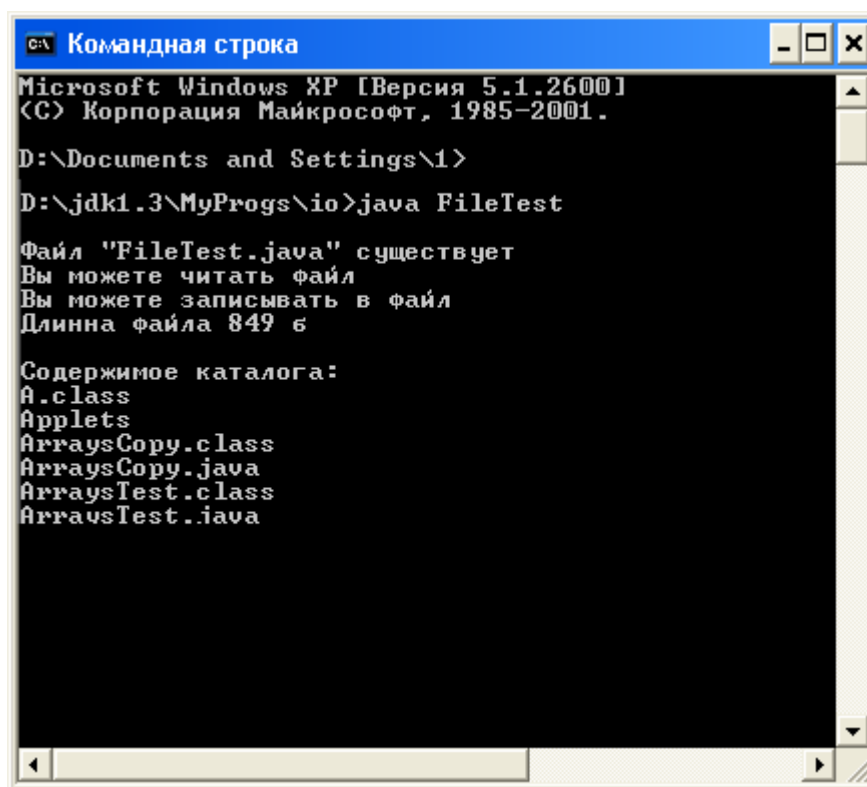 Командная строка
Microsoft Windows XP [Версия 5.1.2600]
(C) Корпорация Майкрософт, 1985-2001.
D:\Documents and Settings\1>
D:\jdk1.3\MyProgs\io>java FileTest
Файл "FileTest.java" существует
Вы можете читать файл
Вы можете записывать в файл
Длинна файла 849 б
Содержимое каталога:
A.class
Applets
ArraysCopy.class
ArraysCopy.java
ArraysTest.class
ArraysTest.java